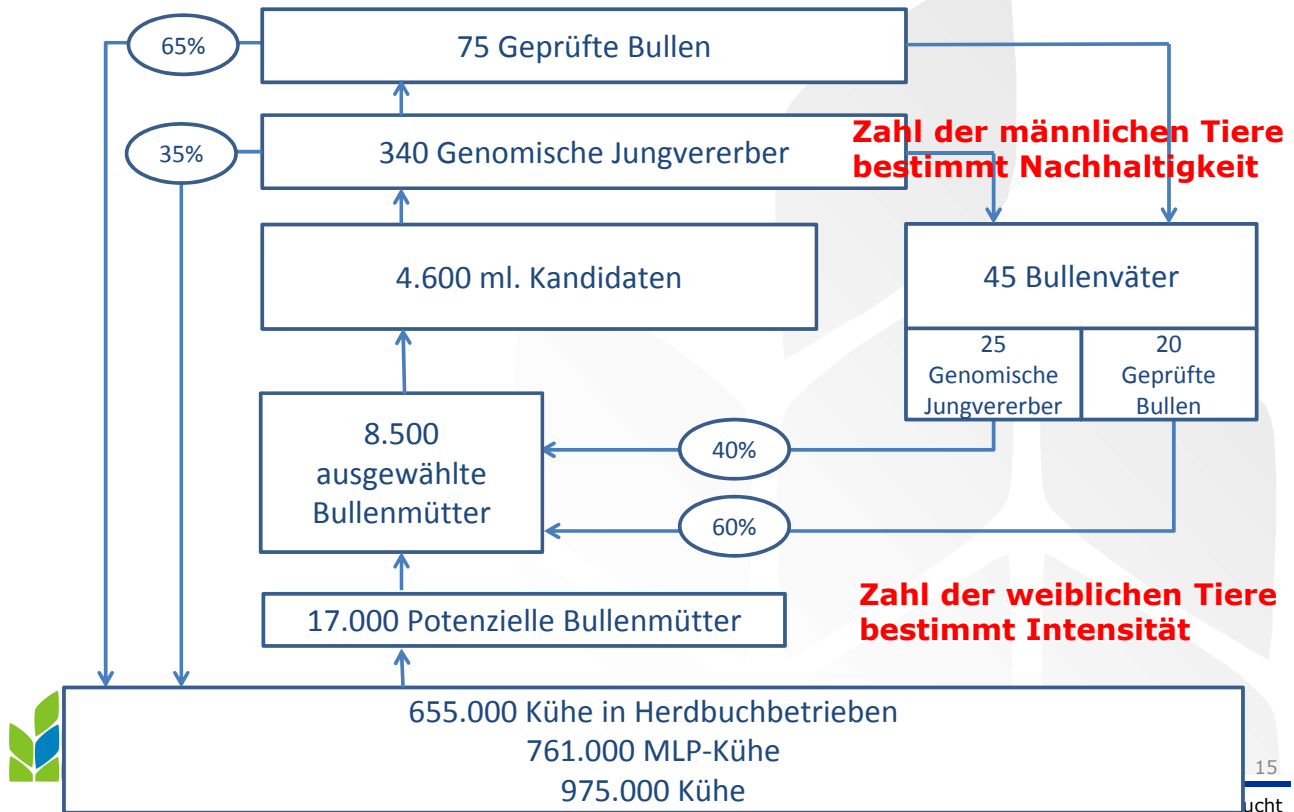 65%
75 Geprüfte Bullen
35%
340 Genomische Jungvererber
Zahl der männlichen Tiere
bestimmt Nachhaltigkeit
4.600 ml. Kandidaten
45 Bullenväter
25
Genomische
Jungvererber
20
Geprüfte
Bullen
8.500
ausgewählte
Bullenmütter
40%
60%
17.000 Potenzielle Bullenmütter
Zahl der weiblichen Tiere
bestimmt Intensität
655.000 Kühe in Herdbuchbetrieben
761.000 MLP-Kühe
975.000 Kühe
15
ucht